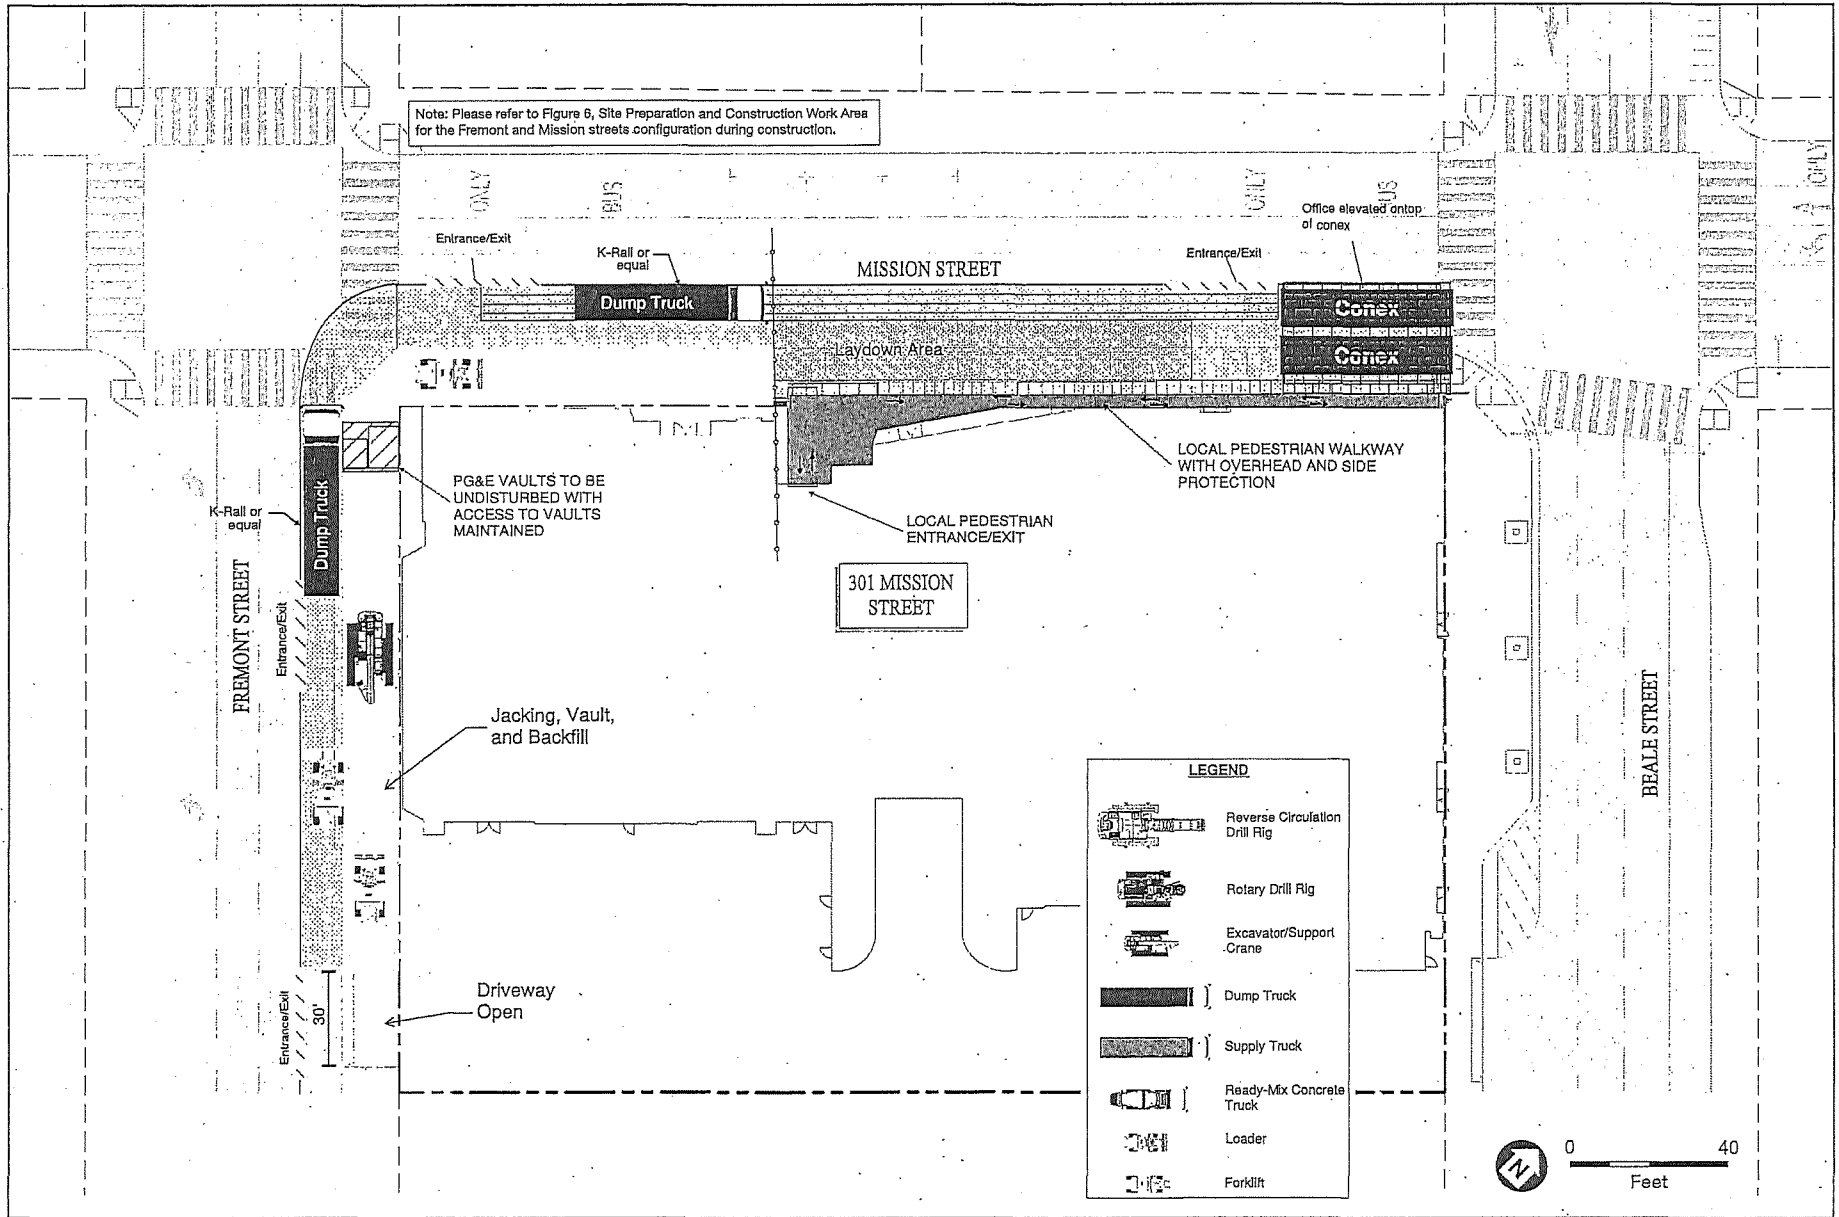 Note: Please refer to Figure 6, Site Preparation and Construction Work Area
for the Fremont and Mission streets configuration during construction.
ONLY
BUS
ONLY
ONLY
Office elevated ontop
of conex
Entrance/Exit
K-Rail or
equal
MISSION STREET
Entrance/Exit
Dump Truck
Conex
Laydown Area
Conex
PG&E VAULTS TO BE
UNDISTURBED WITH
ACCESS TO VAULTS
MAINTAINED
LOCAL PEDESTRIAN WALKWAY
WITH OVERHEAD AND SIDE
PROTECTION
K-Rail or
equal
Dump Truck
LOCAL PEDESTRIAN
ENTRANCE/EXIT
301 MISSION
STREET
FREMONT STREET
Entrance/Exit
BEALE STREET
Jacking, Vault,
and Backfill
LEGEND
Reverse Circulation
Drill Rig
Rotary Drill Rig
Excavator/Support
Crane
Dump Truck
Supply Truck
Ready-Mix Concrete
Truck
Loader
Forklift
Driveway
Open
Entrance/Exit
30'
N
0 40
Feet